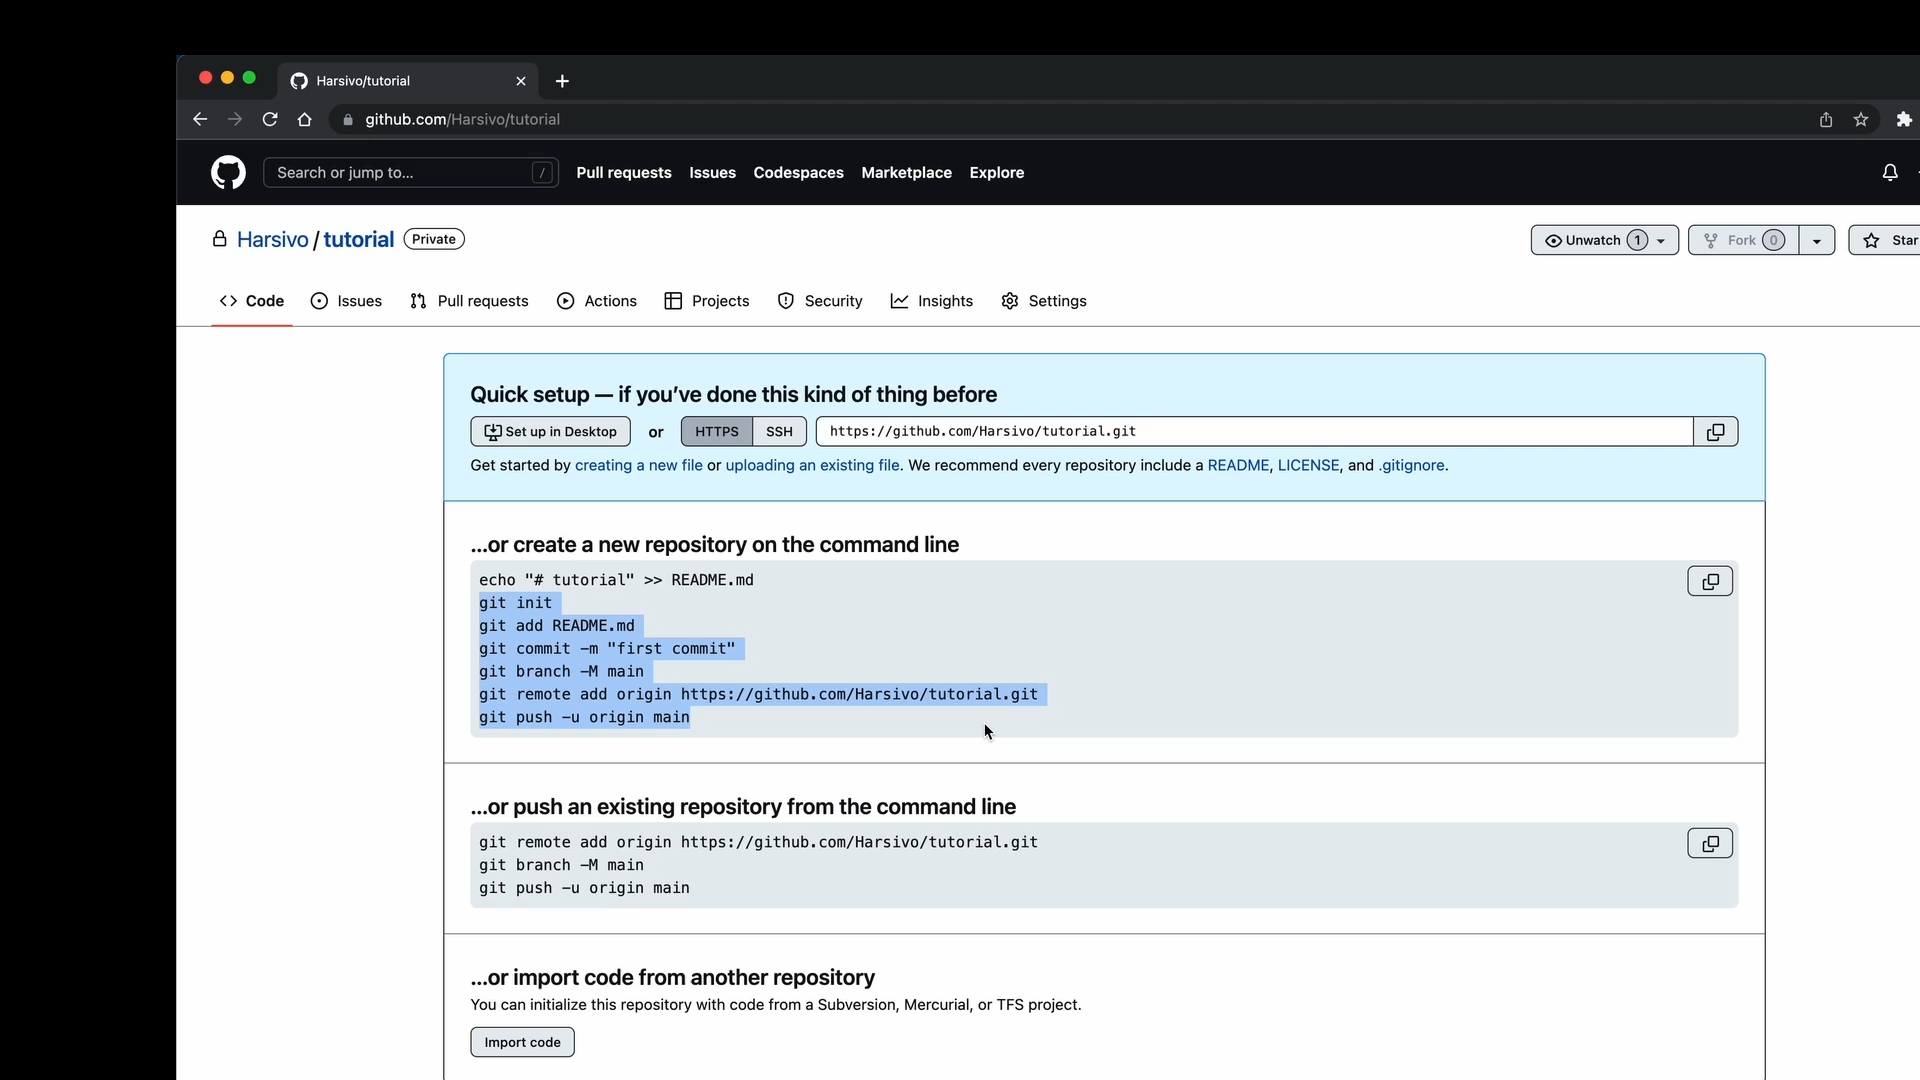 Harsivo/tutorial
github.com/Harsivo/tutorial
Search or jump to... / Pull requests Issues Codespaces Marketplace Explore
Harsivo / tutorial Private Unwatch 1 Fork 0 Star
Code Issues Pull requests Actions Projects Security Insights Settings
Quick setup — if you’ve done this kind of thing before
Set up in Desktop or HTTPS SSH https://github.com/Harsivo/tutorial.git
Get started by creating a new file or uploading an existing file. We recommend every repository include a README, LICENSE, and .gitignore.
...or create a new repository on the command line
echo "# tutorial" >> README.md
git init
git add README.md
git commit -m "first commit"
git branch -M main
git remote add origin https://github.com/Harsivo/tutorial.git
git push -u origin main
...or push an existing repository from the command line
git remote add origin https://github.com/Harsivo/tutorial.git
git branch -M main
git push -u origin main
...or import code from another repository
You can initialize this repository with code from a Subversion, Mercurial, or TFS project.
Import code